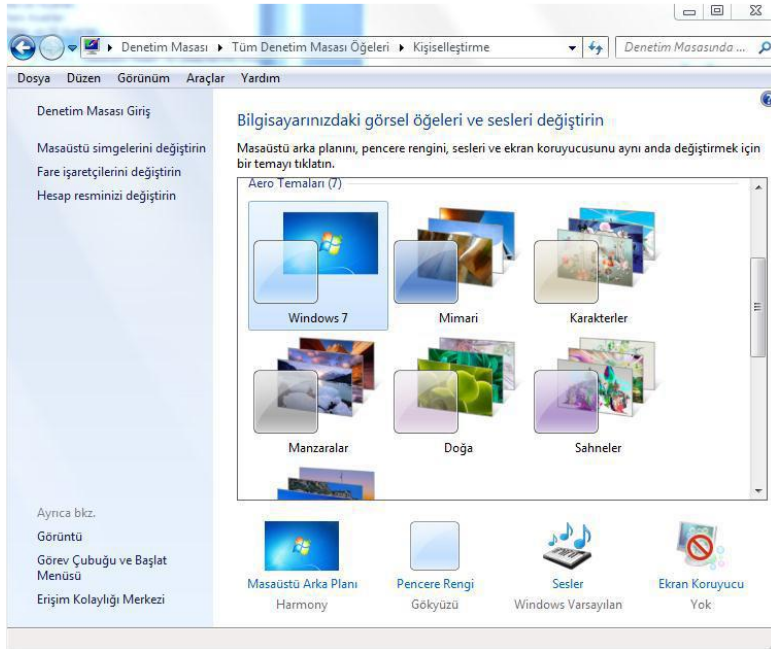 Denetim Masası ▸ Tüm Denetim Masası Öğeleri ▸ Kişiselleştirme
Denetim Masasında ...
Dosya Düzen Görünüm Araçlar Yardım
Denetim Masası Giriş
Masaüstü simgelerini değiştirin
Fare işaretçilerini değiştirin
Hesap resminizi değiştirin
Bilgisayarınızdaki görsel öğeleri ve sesleri değiştirin
Masaüstü arka planını, pencere rengini, sesleri ve ekran koruyucusunu aynı anda değiştirmek için
bir temayı tıklatın.
Aero Temaları (7)
Windows 7 Mimari Karakterler
Manzaralar Doğa Sahneler
Ayrıca bkz.
Görüntü
Görev Çubuğu ve Başlat
Menüsü
Erişim Kolaylığı Merkezi
Masaüstü Arka Planı Pencere Rengi Sesler Ekran Koruyucu
Harmony Gökyüzü Windows Varsayılan Yok